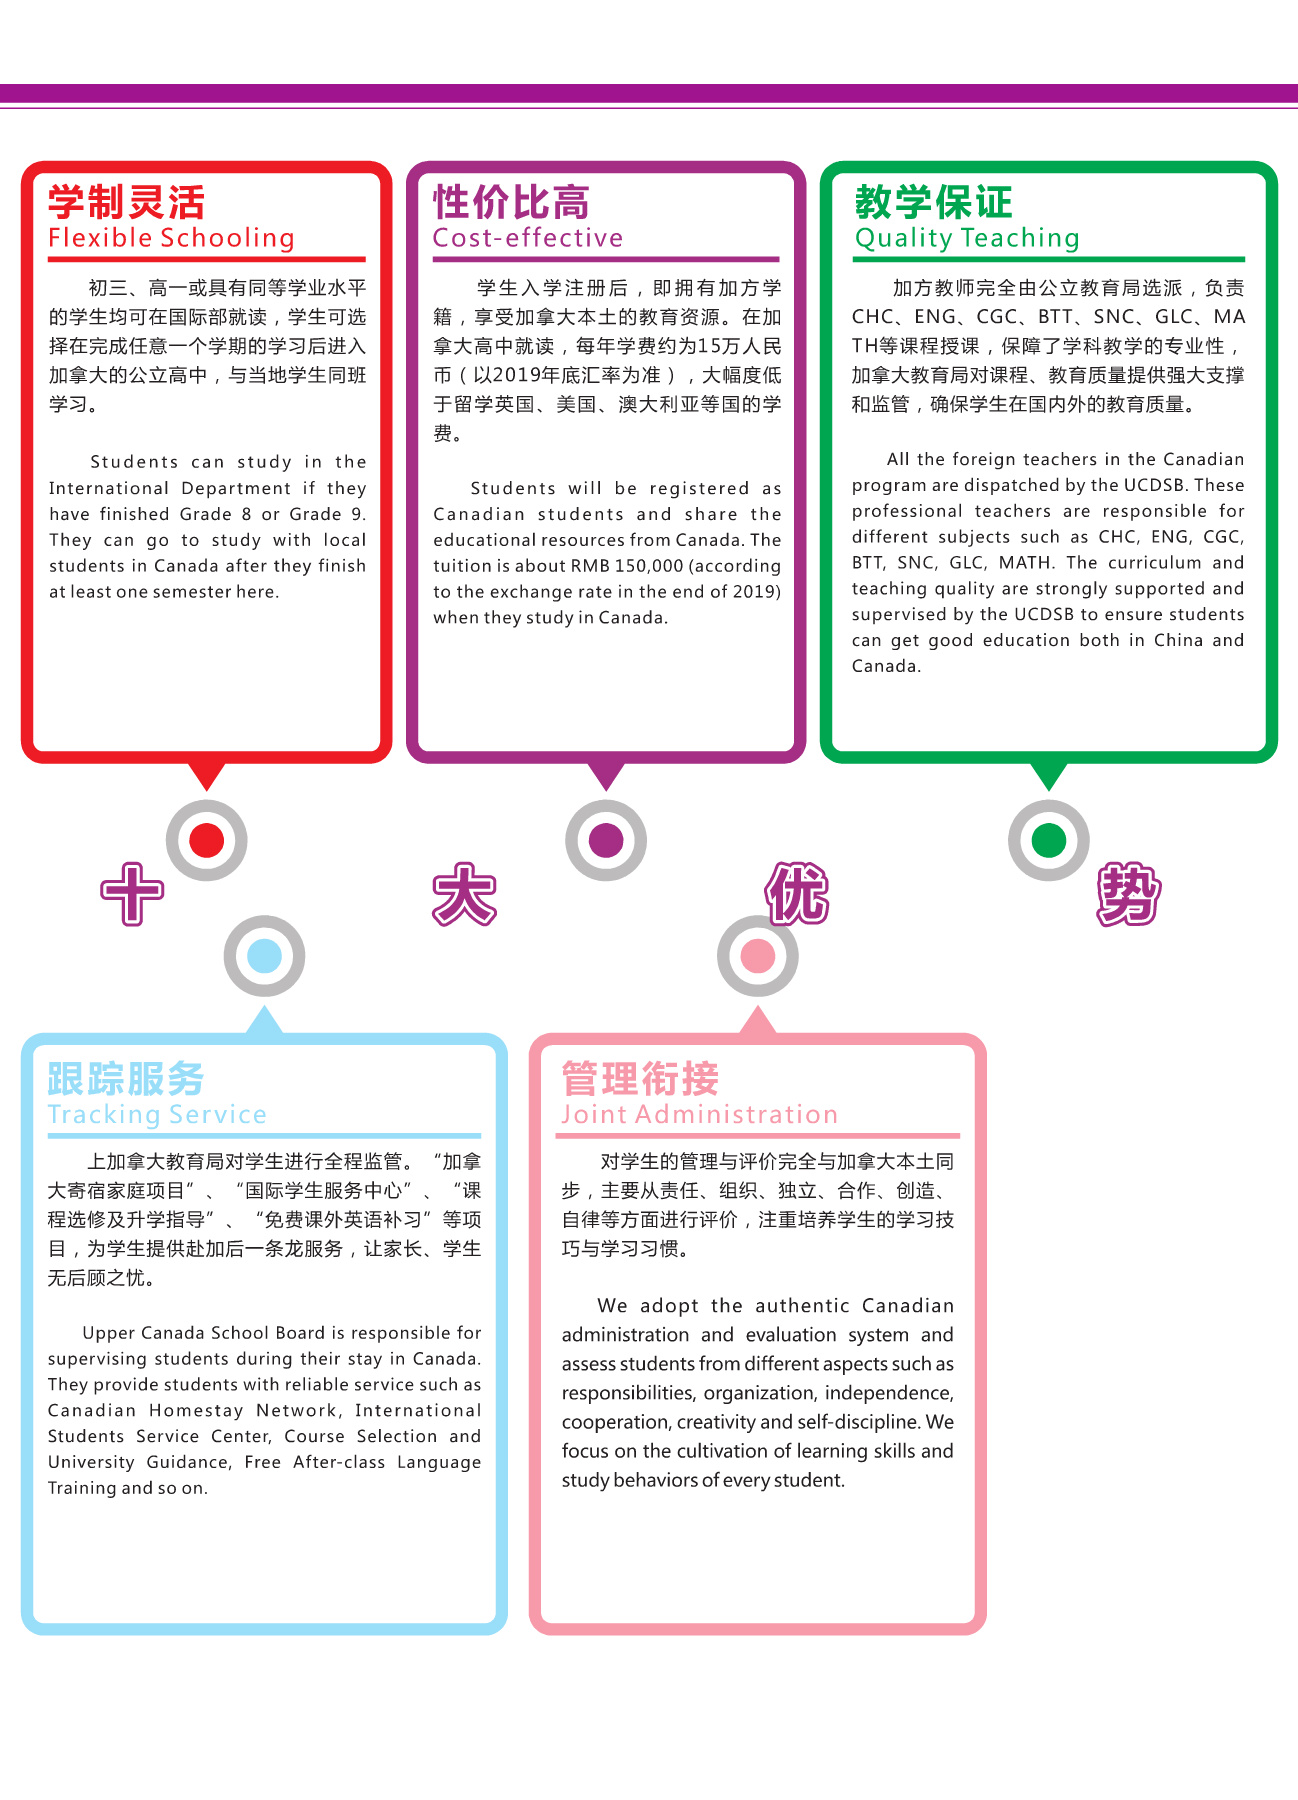 学制灵活
Flexible Schooling
初三、高一或具有同等学业水平
的学生均可在国际部就读，学生可选
择在完成任意一个学期的学习后进入
加拿大的公立高中，与当地学生同班
学习。
Students can study in the
International Department if they
have finished Grade 8 or Grade 9.
They can go to study with local
students in Canada after they finish
at least one semester here.
性价比高
Cost-effective
学生入学注册后，即拥有加方学
籍，享受加拿大本土的教育资源。在加
拿大高中就读，每年学费约为15万人民
币（以2019年底汇率为准），大幅度低
于留学英国、美国、澳大利亚等国的学
费。
Students will be registered as
Canadian students and share the
educational resources from Canada. The
tuition is about RMB 150,000 (according
to the exchange rate in the end of 2019)
when they study in Canada.
教学保证
Quality Teaching
加方教师完全由公立教育局选派，负责
CHC、ENG、CGC、BTT、SNC、GLC、MA
TH等课程授课，保障了学科教学的专业性，
加拿大教育局对课程、教育质量提供强大支撑
和监管，确保学生在国内外的教育质量。
All the foreign teachers in the Canadian
program are dispatched by the UCDSB. These
professional teachers are responsible for
different subjects such as CHC, ENG, CGC,
BTT, SNC, GLC, MATH. The curriculum and
teaching quality are strongly supported and
supervised by the UCDSB to ensure students
can get good education both in China and
Canada.
十 大 优 势
跟踪服务
Tracking Service
上加拿大教育局对学生进行全程监管。“加拿
大寄宿家庭项目”、“国际学生服务中心”、“课
程选修及升学指导”、“免费课外英语补习”等项
目，为学生提供赴加后一条龙服务，让家长、学生
无后顾之忧。
Upper Canada School Board is responsible for
supervising students during their stay in Canada.
They provide students with reliable service such as
Canadian Homestay Network, International
Students Service Center, Course Selection and
University Guidance, Free After-class Language
Training and so on.
管理衔接
Joint Administration
对学生的管理与评价完全与加拿大本土同
步，主要从责任、组织、独立、合作、创造、
自律等方面进行评价，注重培养学生的学习技
巧与学习习惯。
We adopt the authentic Canadian
administration and evaluation system and
assess students from different aspects such as
responsibilities, organization, independence,
cooperation, creativity and self-discipline. We
focus on the cultivation of learning skills and
study behaviors of every student.